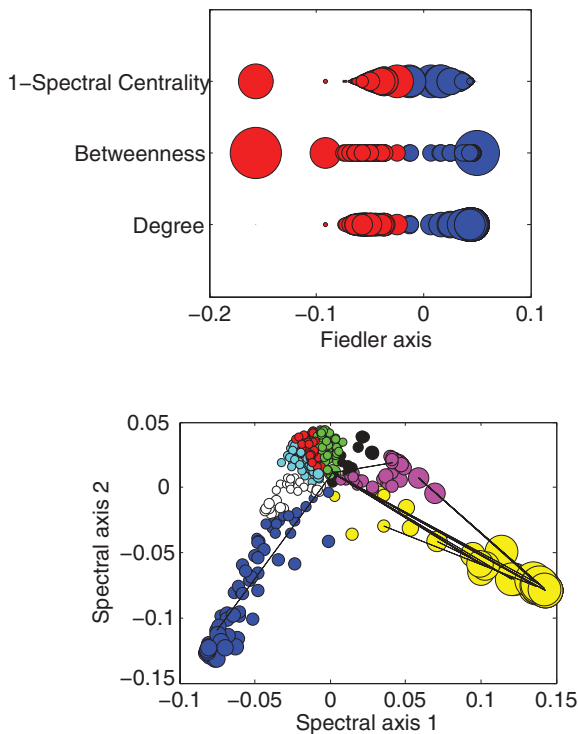 1−Spectral Centrality
Betweenness
Degree
−0.2 −0.1 0 0.1
Fiedler axis
0.05
0
−0.05
−0.1
−0.15
Spectral axis 2
−0.1 −0.05 0 0.05 0.1 0.15
Spectral axis 1